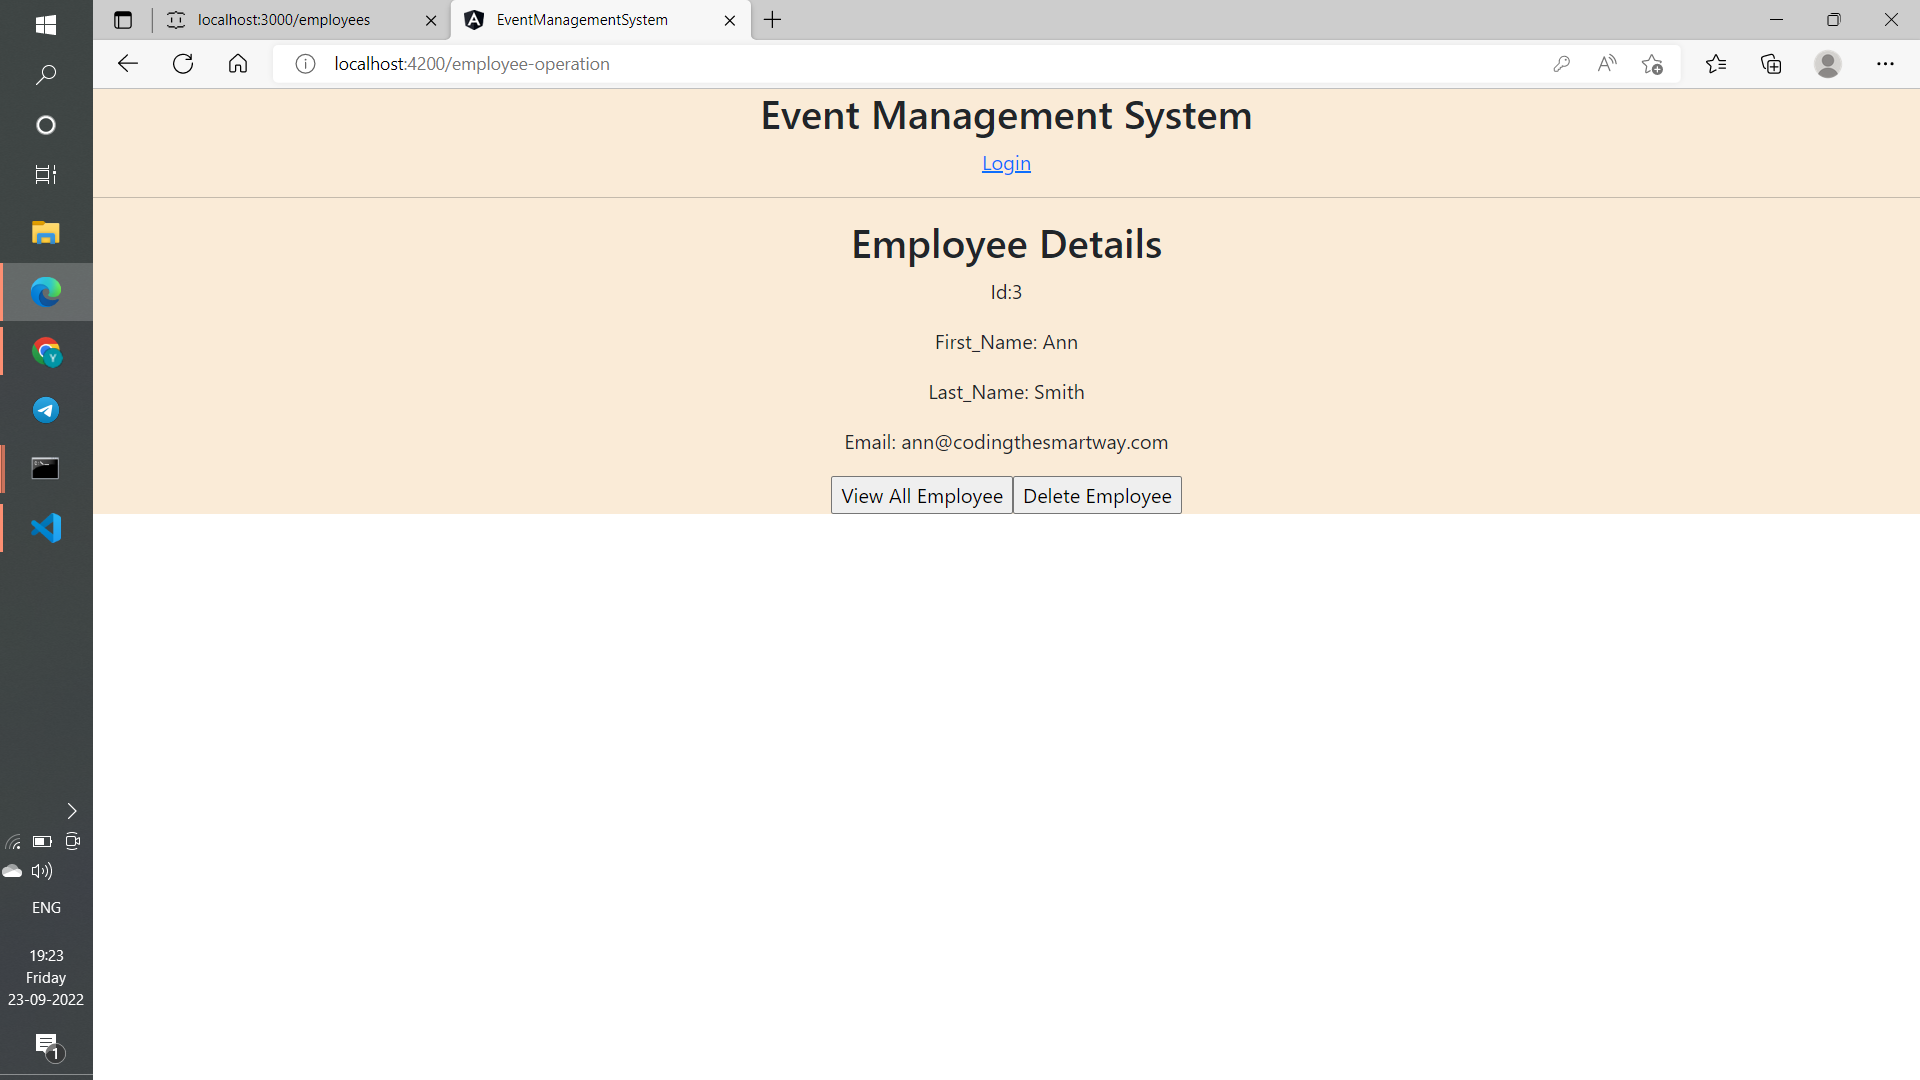 localhost:3000/employees
EventManagementSystem
localhost:4200/employee-operation
Event Management System
Login
Employee Details
Id:3
First_Name: Ann
Last_Name: Smith
Email: ann@codingthesmartway.com
View All Employee Delete Employee
Y
ENG
19:23
Friday
23-09-2022
1